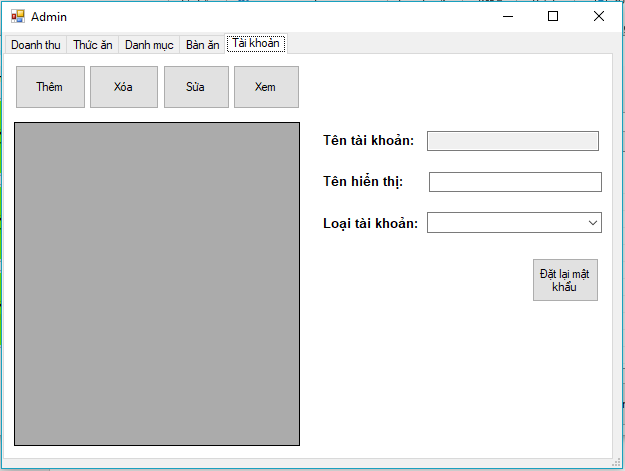 Admin
Doanh thu Thức ăn Danh mục Bàn ăn Tài khoản
Thêm Xóa Sửa Xem
Tên tài khoản:
Tên hiển thị:
Loại tài khoản:
Đặt lại mật
khẩu